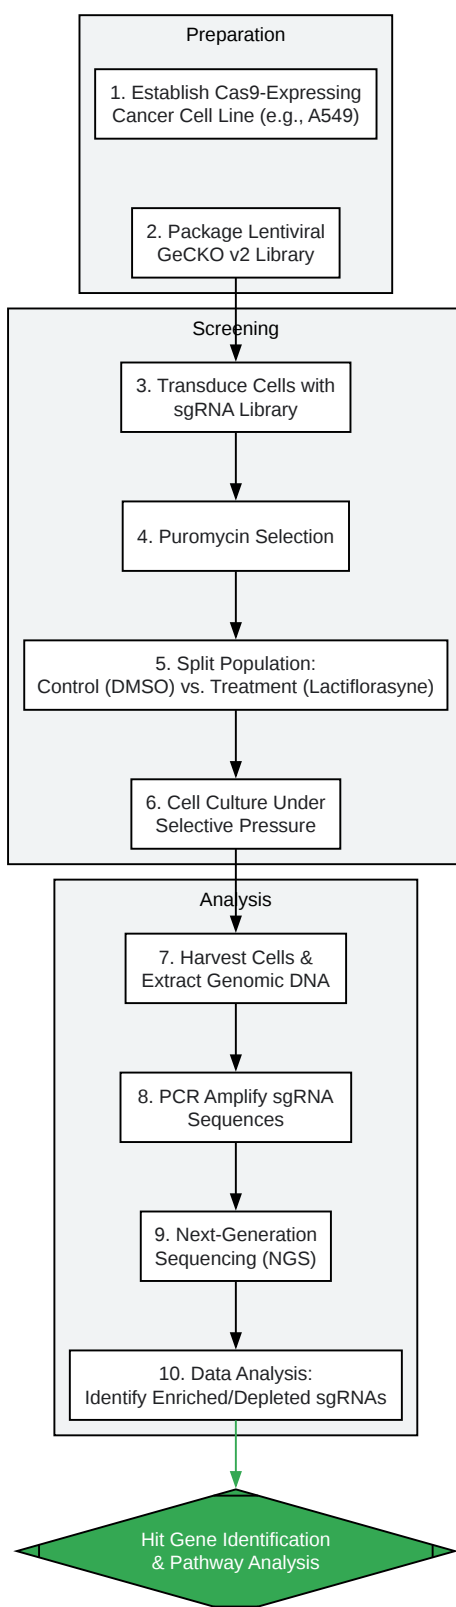 Preparation
1. Establish Cas9-Expressing
Cancer Cell Line (e.g., A549)
2. Package Lentiviral
GeCKO v2 Library
Screening
3. Transduce Cells with
sgRNA Library
4. Puromycin Selection
5. Split Population:
Control (DMSO) vs. Treatment (Lactiflorasyne)
6. Cell Culture Under
Selective Pressure
Analysis
7. Harvest Cells &
Extract Genomic DNA
8. PCR Amplify sgRNA
Sequences
9. Next-Generation
Sequencing (NGS)
10. Data Analysis:
Identify Enriched/Depleted sgRNAs
Hit Gene Identification
& Pathway Analysis